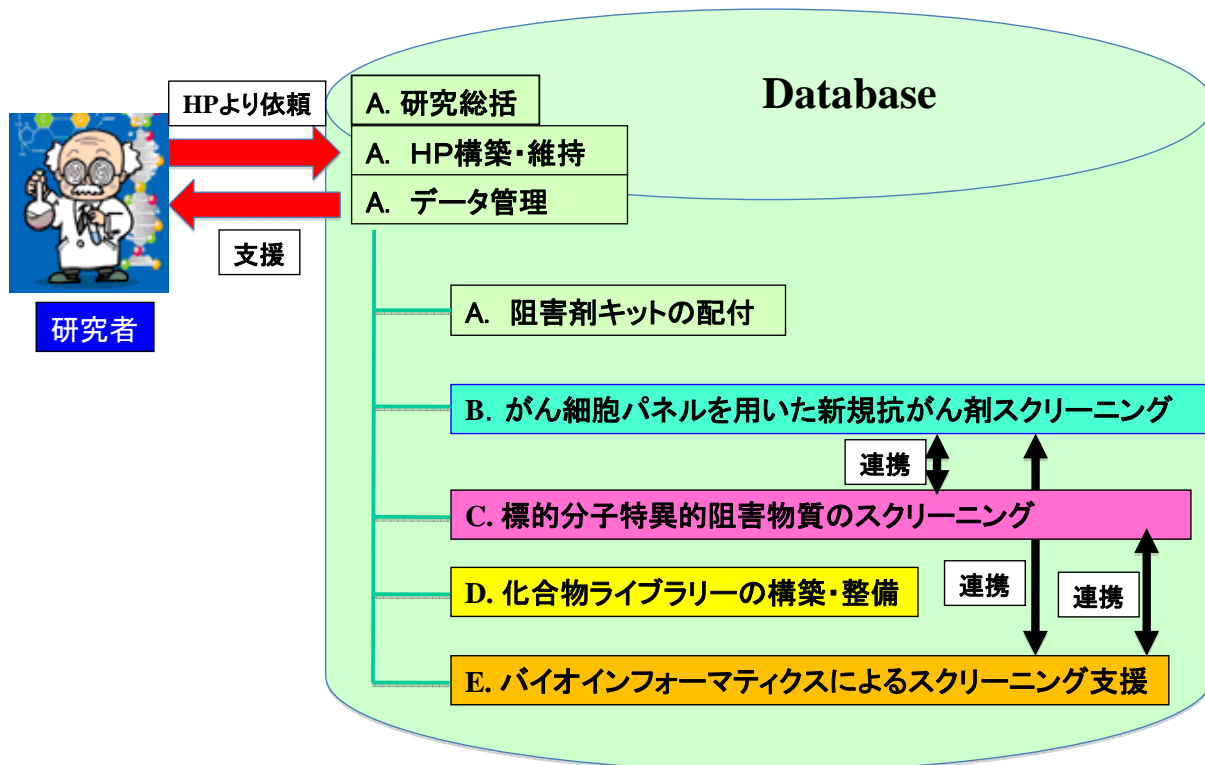 Database
HPより依頼
A. 研究総括
A. HP構築・維持
A. データ管理
支援
研究者
A. 阻害剤キットの配付
B. がん細胞パネルを用いた新規抗がん剤スクリーニング
連携
C. 標的分子特異的阻害物質のスクリーニング
D. 化合物ライブラリーの構築・整備
連携
連携
E. バイオインフォーマティクスによるスクリーニング支援